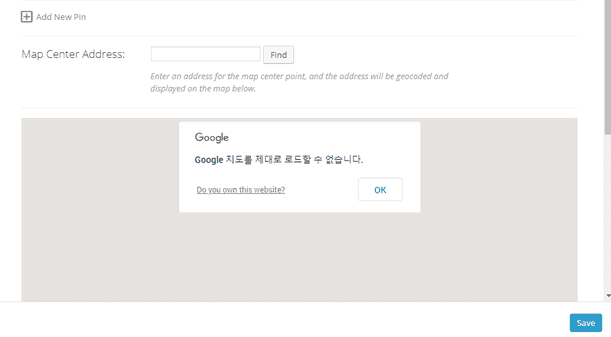 Add New Pin
Map Center Address:
Find
Enter an address for the map center point, and the address will be geocoded and
displayed on the map below.
Google
Google 지도를 제대로 로드할 수 없습니다.
Do you own this website?
OK
Save